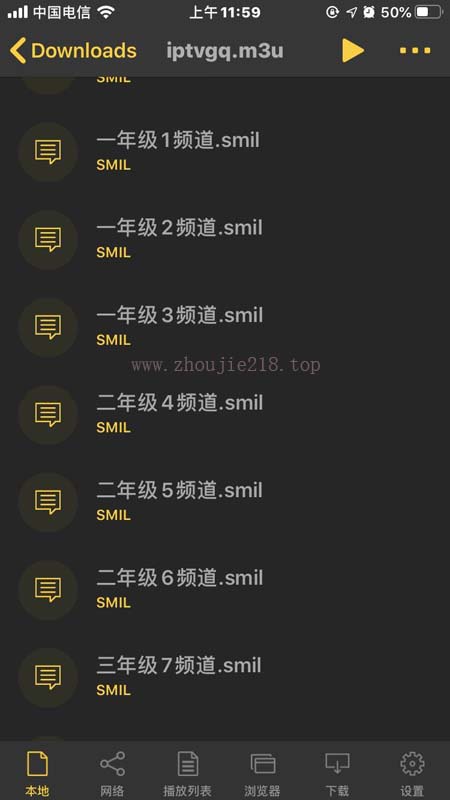 中国电信 上午11:59 50%
Downloads iptvgq.m3u
SMIL
一年级1频道.smil
SMIL
一年级2频道.smil
SMIL
一年级3频道.smil
SMIL
www.zhoujie218.top
二年级4频道.smil
SMIL
二年级5频道.smil
SMIL
二年级6频道.smil
SMIL
三年级7频道.smil
SMIL
本地 网络 播放列表 浏览器 下载 设置